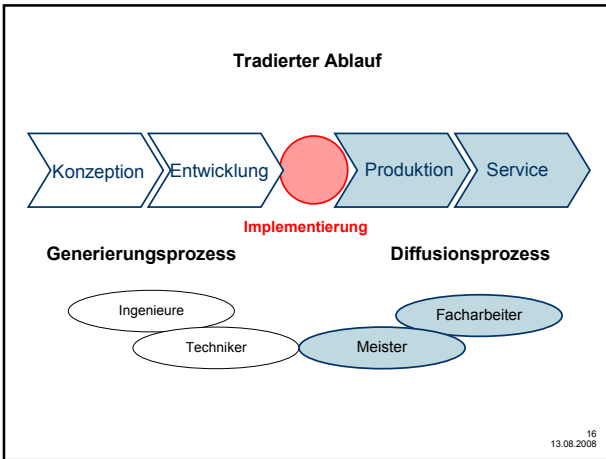 Tradierter Ablauf
Konzeption Entwicklung Produktion Service
Implementierung
Generierungsprozess Diffusionsprozess
Ingenieure
Facharbeiter
Techniker
Meister
16
13.08.2008